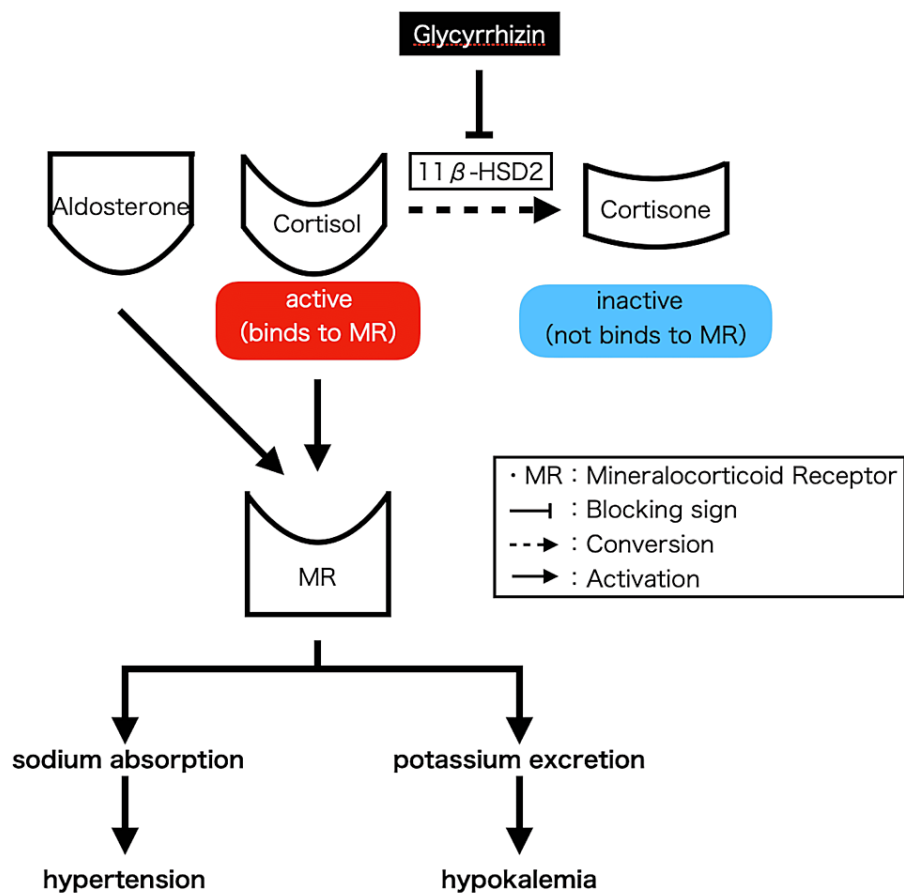 Glycyrrhizin
11β-HSD2
Aldosterone
Cortisol
Cortisone
active
(binds to MR)
inactive
(not binds to MR)
・MR：Mineralocorticoid Receptor
：Blocking sign
：Conversion
：Activation
MR
sodium absorption
potassium excretion
hypertension
hypokalemia